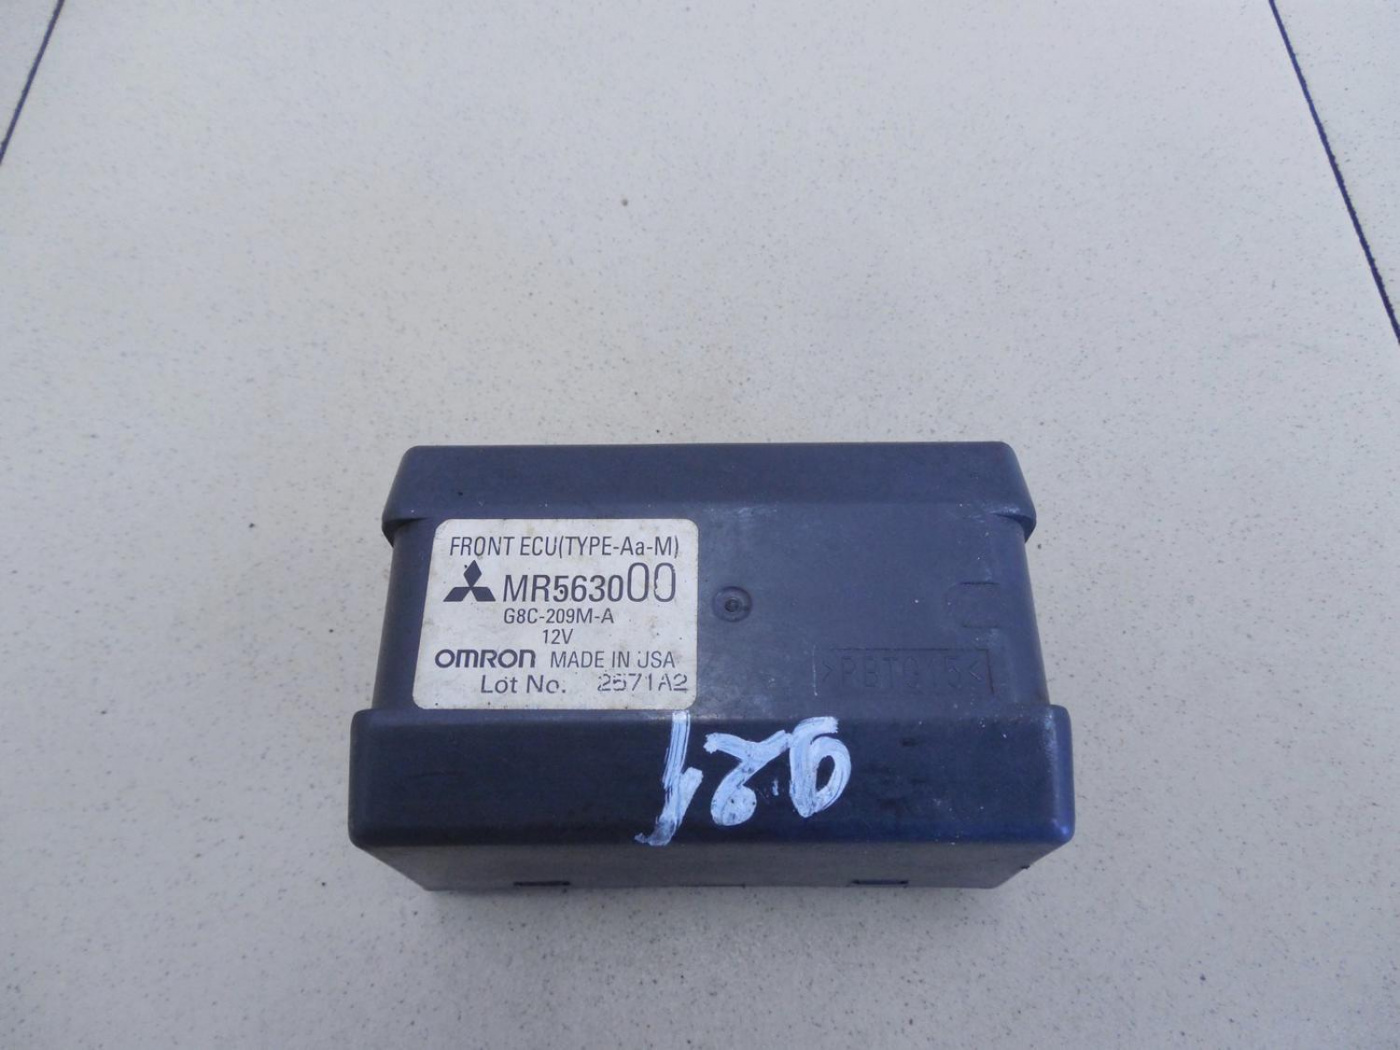 FRONT ECU(TYPE-Aa-M)
MR563000
G8C-209M-A
12V
OMRON MADE IN USA
Lot No. 2571A2
921